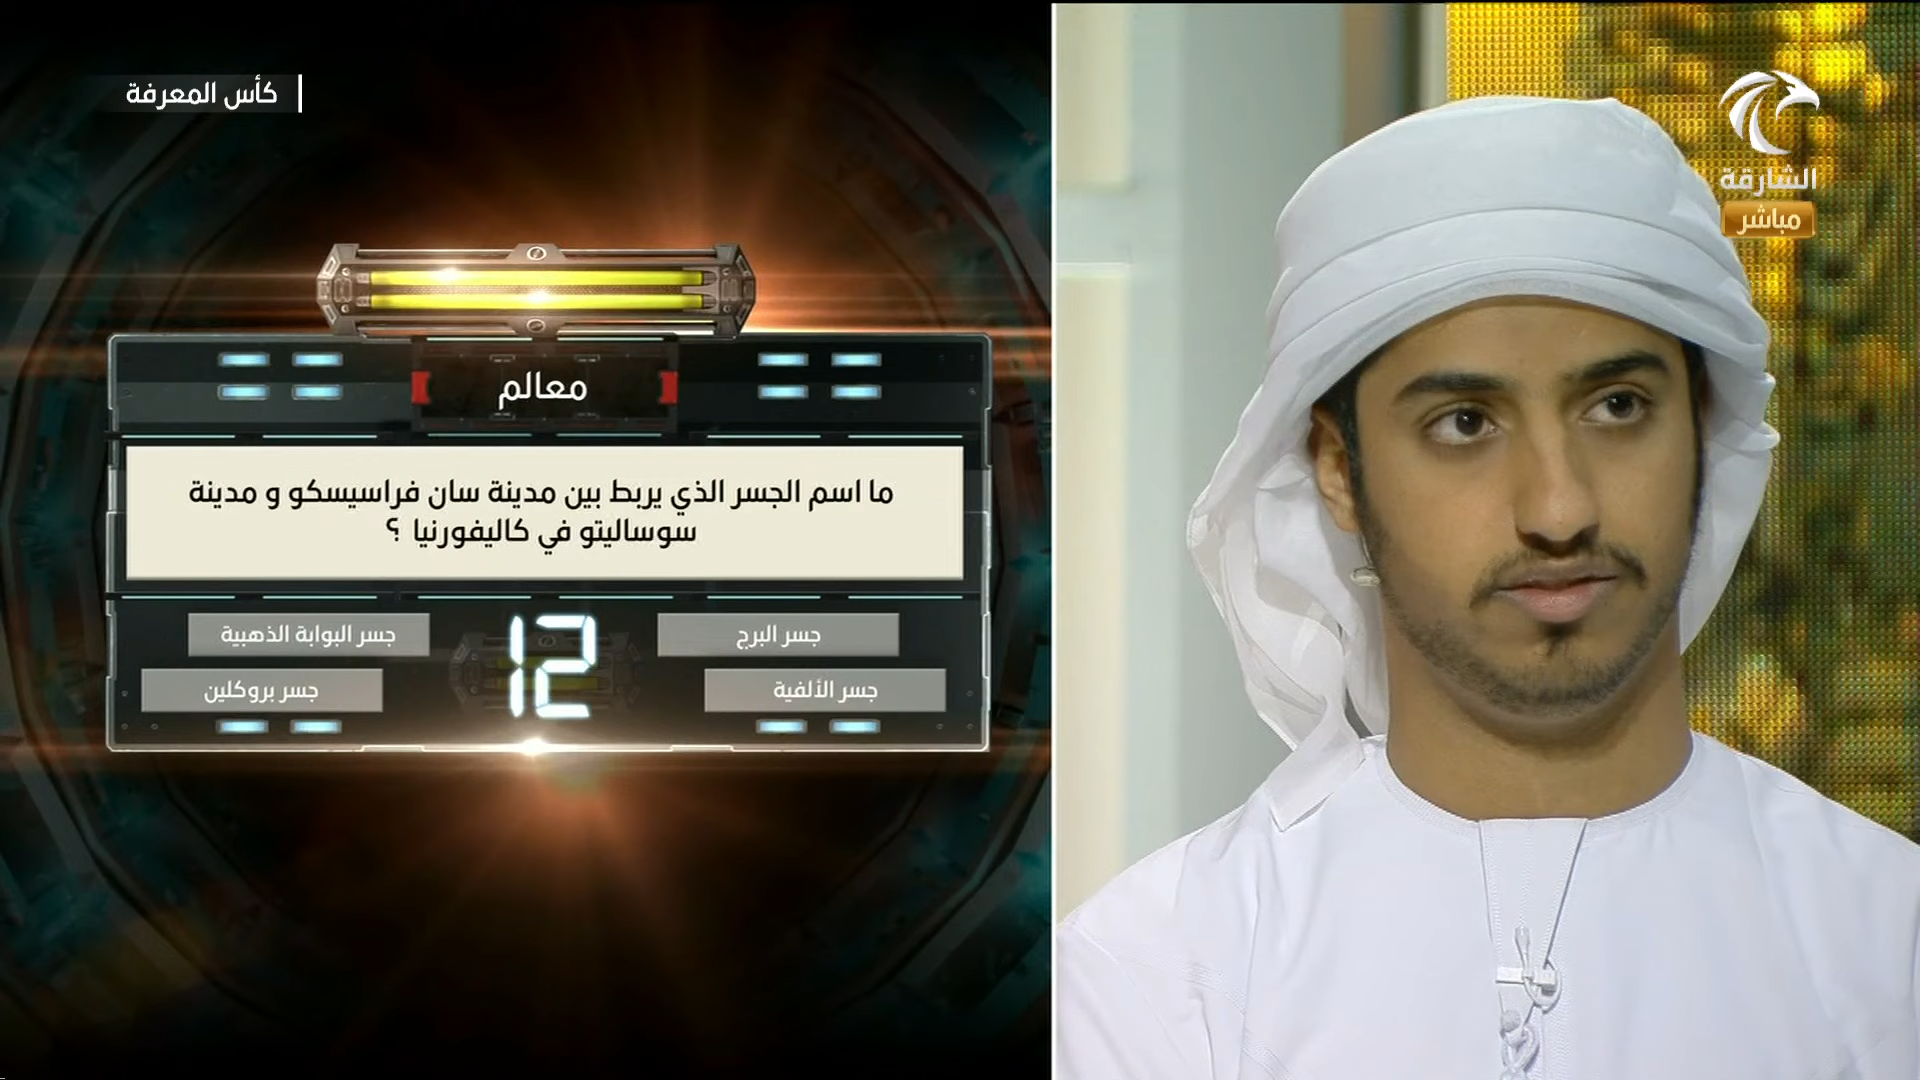 كأس المعرفة
الشارقة
مباشر
معالم
ما اسم الجسر الذي يربط بين مدينة سان فراسيسكو و مدينة
سوساليتو في كاليفورنيا ؟
جسر البرج
جسر البوابة الذهبية
12
جسر الألفية
جسر بروكلين